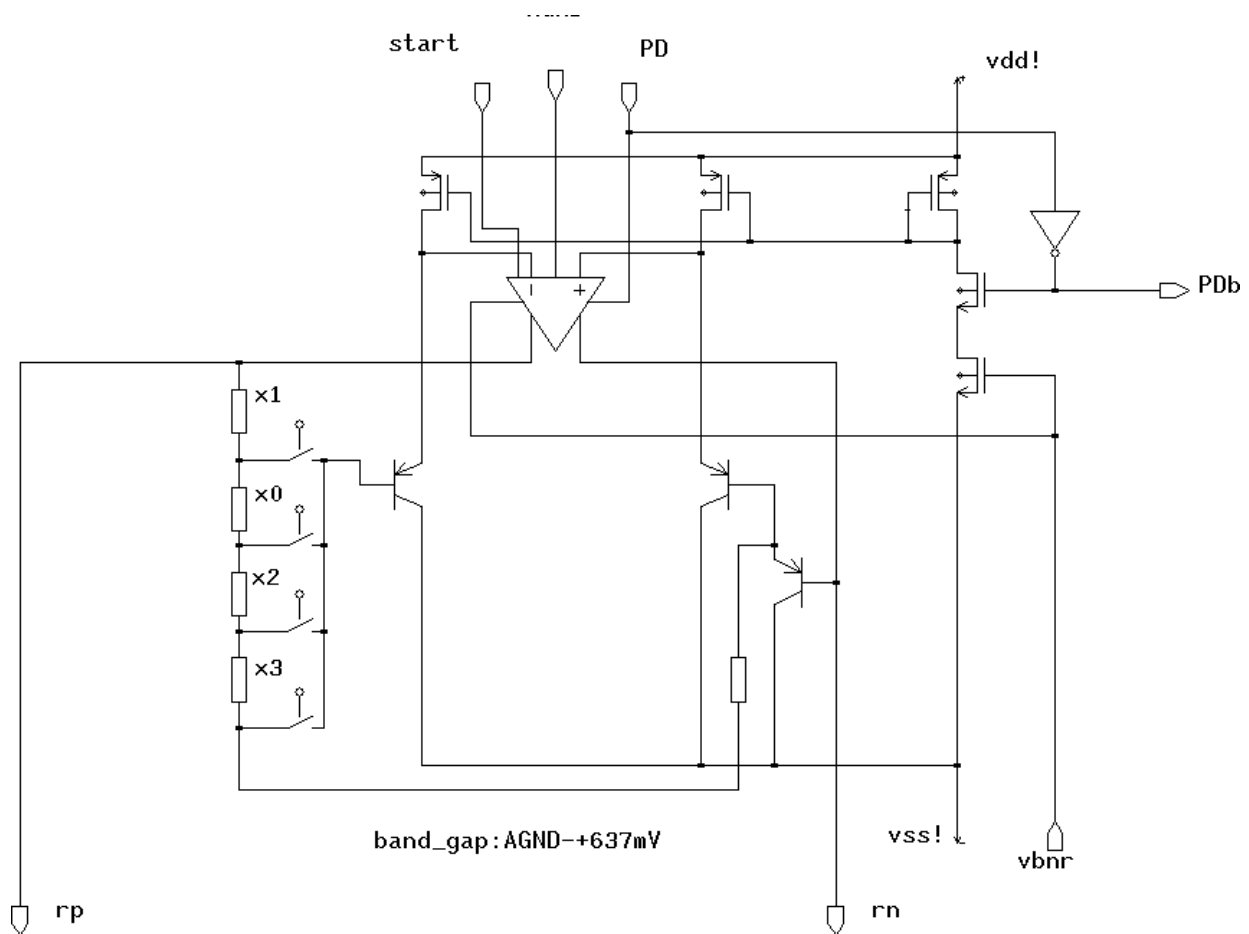 start
PD
vdd!
PDb
x1
x0
x2
x3
band_gap:AGND-+637mV
vss!
vbnr
rp
rn